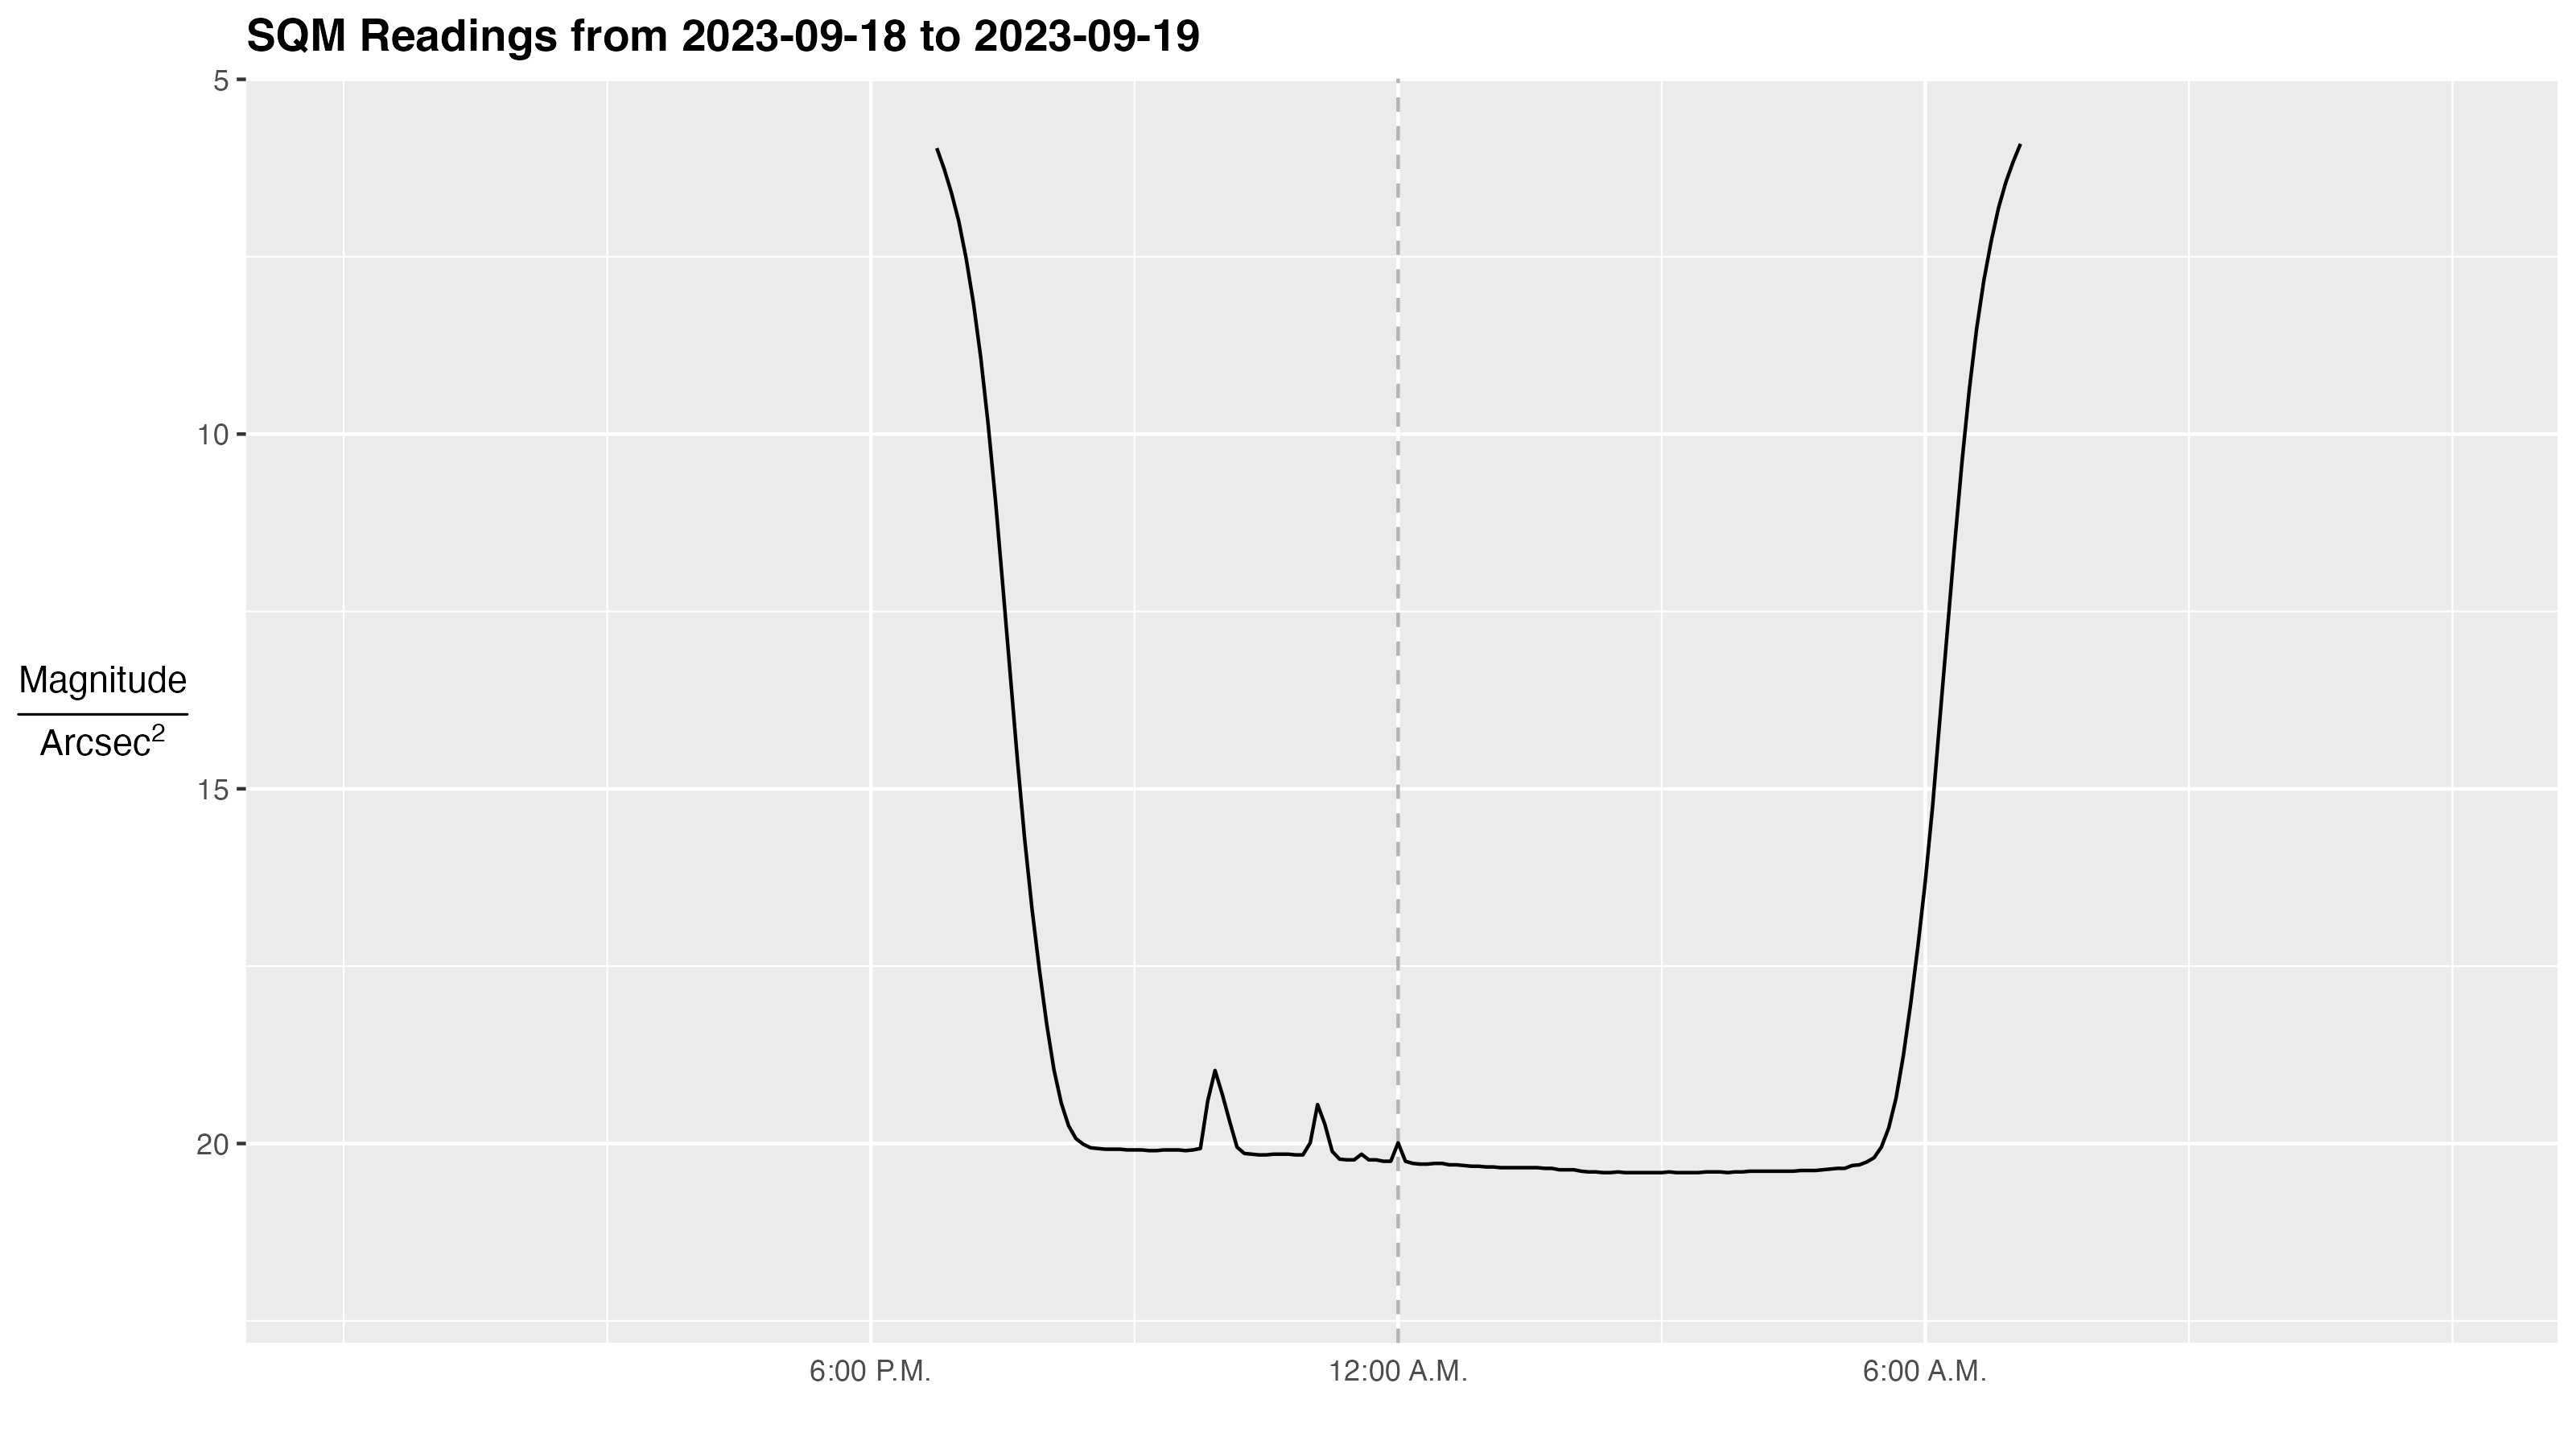 SQM Readings from 2023-09-18 to 2023-09-19
5
10
15
20
Magnitude
Arcsec²
6:00 P.M.
12:00 A.M.
6:00 A.M.